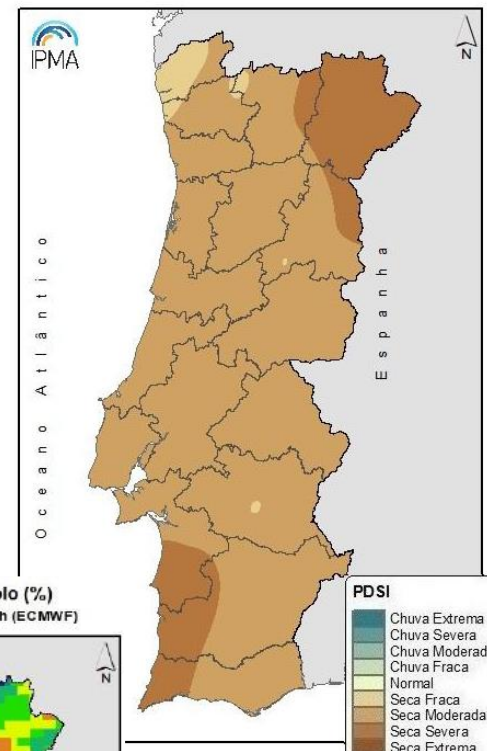 IPMA
N
Oceano Atlântico
Espanha
olo (%)
h (ECMWF)
N
PDSI
Chuva Extrema
Chuva Severa
Chuva Moderad
Chuva Fraca
Normal
Seca Fraca
Seca Moderada
Seca Severa
Seca Extrema